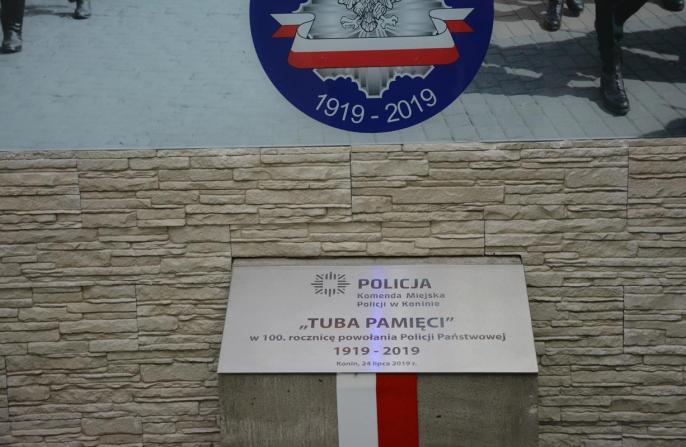 1919 - 2019
POLICJA
Komenda Miejska
Policji w Koninie
„TUBA PAMIĘCI”
w 100. rocznicę powołania Policji Państwowej
1919 - 2019
Konin, 24 lipca 2019 r.